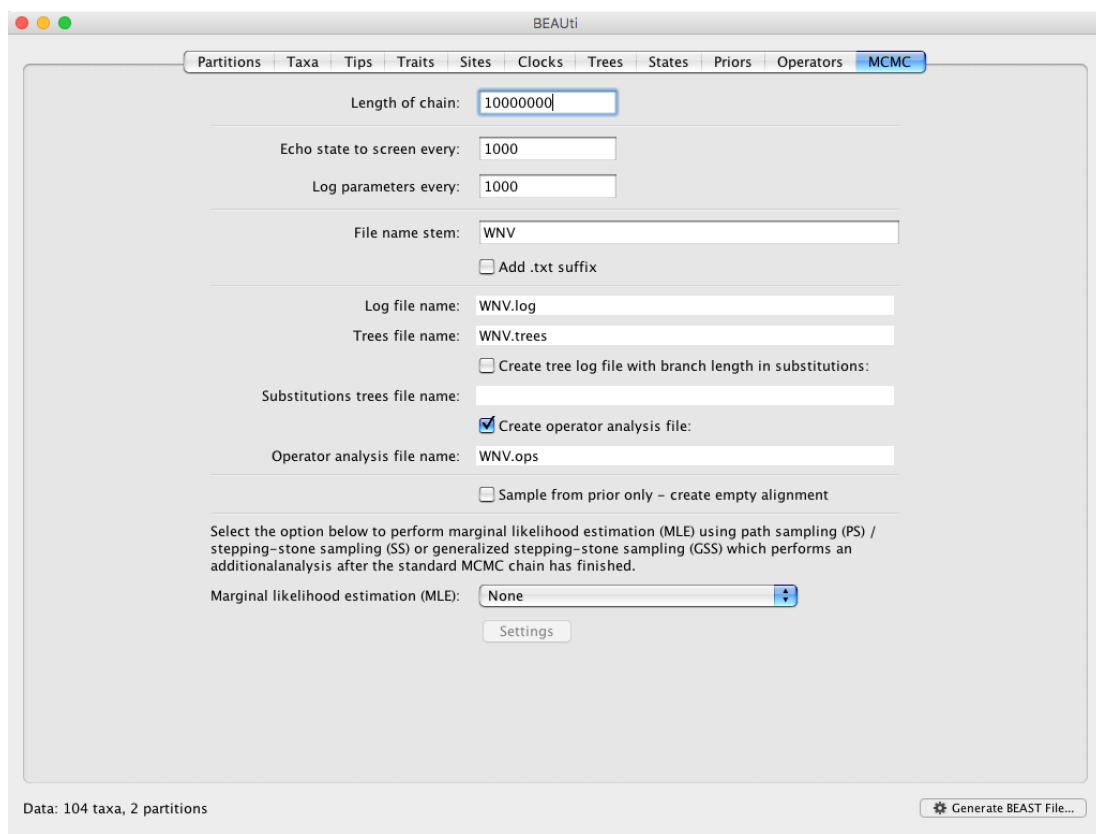 BEAUti
Partitions Taxa Tips Traits Sites Clocks Trees States Priors Operators MCMC
Length of chain: 10000000
Echo state to screen every: 1000
Log parameters every: 1000
File name stem: WNV
Add .txt suffix
Log file name: WNV.log
Trees file name: WNV.trees
Create tree log file with branch length in substitutions:
Substitutions trees file name:
Create operator analysis file:
Operator analysis file name: WNV.ops
Sample from prior only - create empty alignment
Select the option below to perform marginal likelihood estimation (MLE) using path sampling (PS) /
stepping-stone sampling (SS) or generalized stepping-stone sampling (GSS) which performs an
additionalanalysis after the standard MCMC chain has finished.
Marginal likelihood estimation (MLE): None
Settings
Data: 104 taxa, 2 partitions
Generate BEAST File...